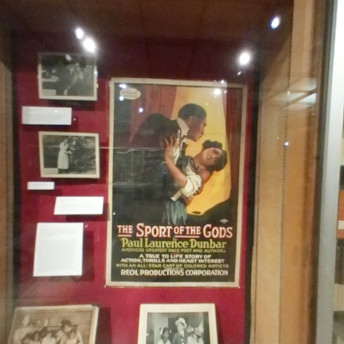 THE SPORT OF THE GODS
By
Paul Laurence Dunbar
AMERICA'S GREATEST RACE POET AND AUTHOR
A TRUE TO LIFE STORY OF
ACTION, THRILLS AND HEART INTEREST
WITH AN ALL-STAR CAST OF COLORED ARTISTS
REOL PRODUCTIONS CORPORATION